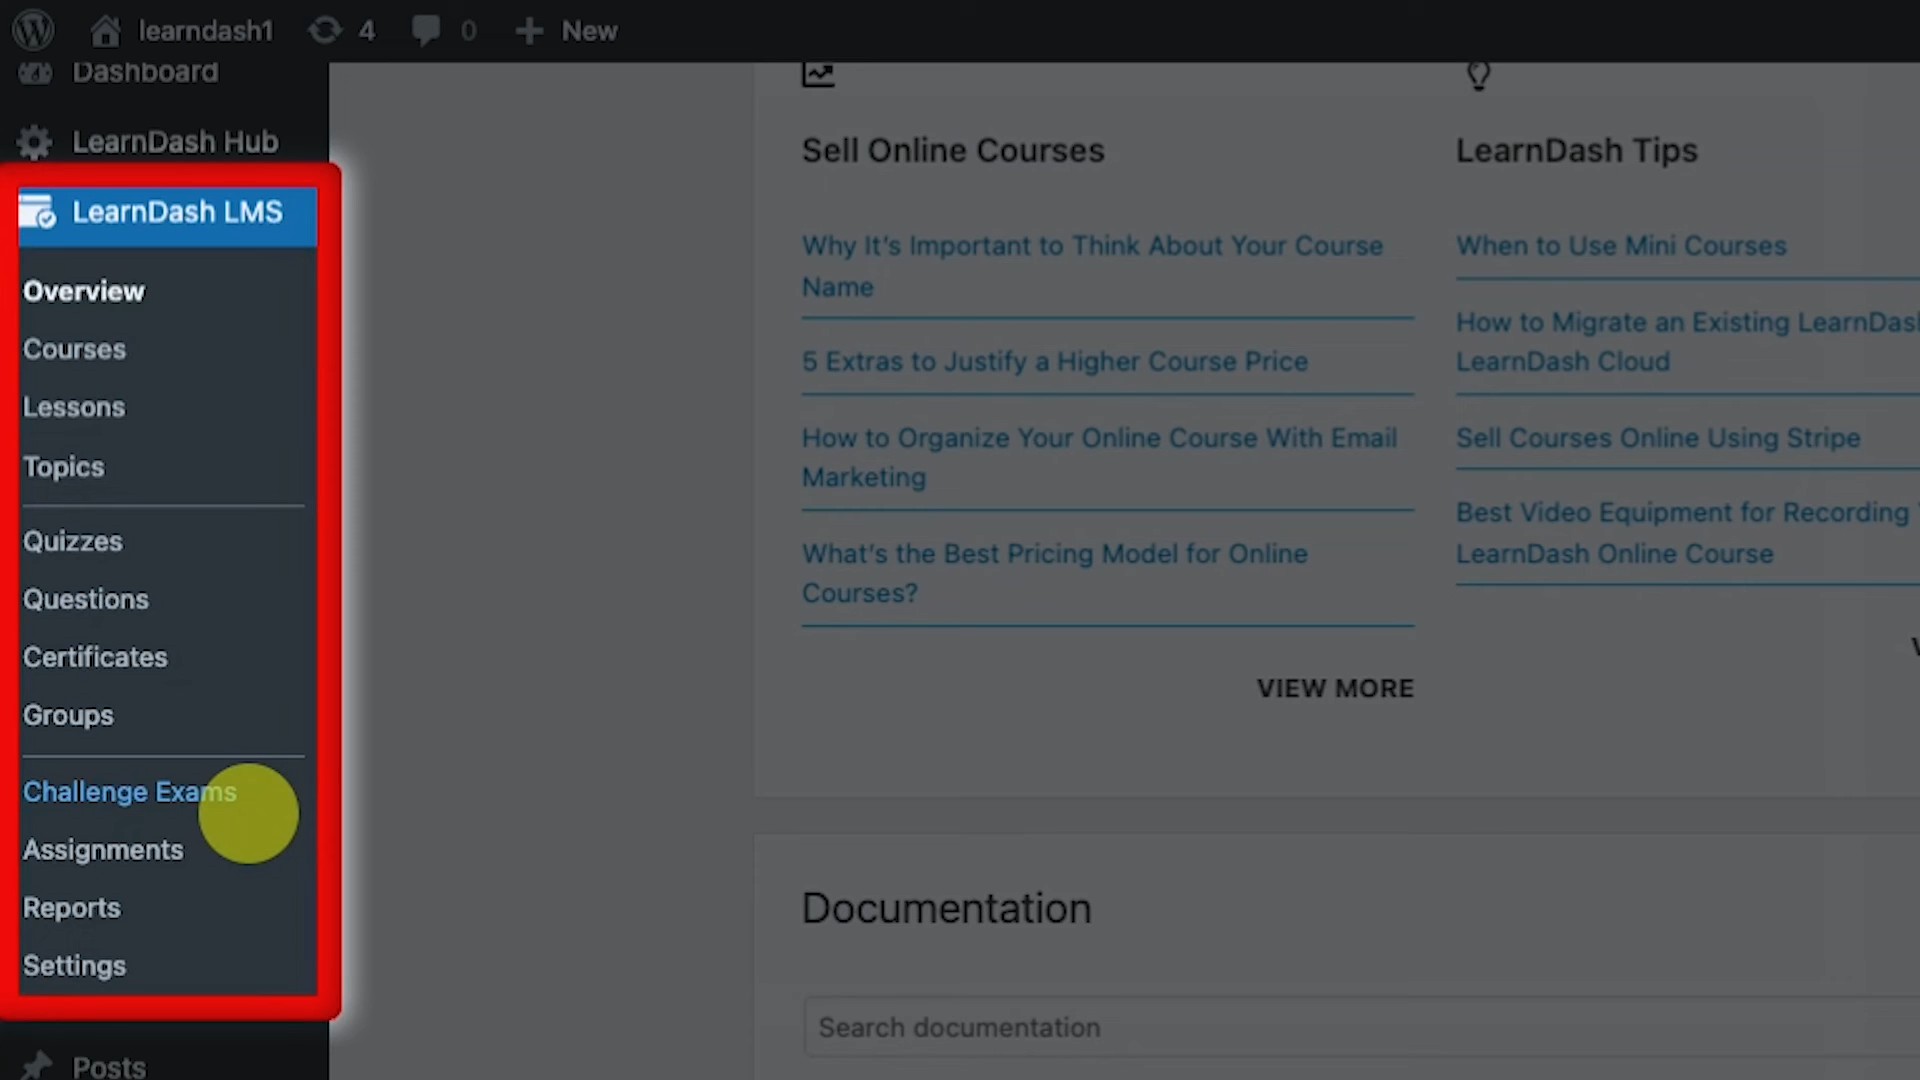 learndash1 4 0 New
Dashboard
LearnDash Hub
LearnDash LMS
Overview
Courses
Lessons
Topics
Quizzes
Questions
Certificates
Groups
Challenge Exams
Assignments
Reports
Settings
Posts
Sell Online Courses
Why It's Important to Think About Your Course
Name
5 Extras to Justify a Higher Course Price
How to Organize Your Online Course With Email
Marketing
What's the Best Pricing Model for Online
Courses?
VIEW MORE
LearnDash Tips
When to Use Mini Courses
How to Migrate an Existing LearnDas
LearnDash Cloud
Sell Courses Online Using Stripe
Best Video Equipment for Recording
LearnDash Online Course
Documentation
Search documentation